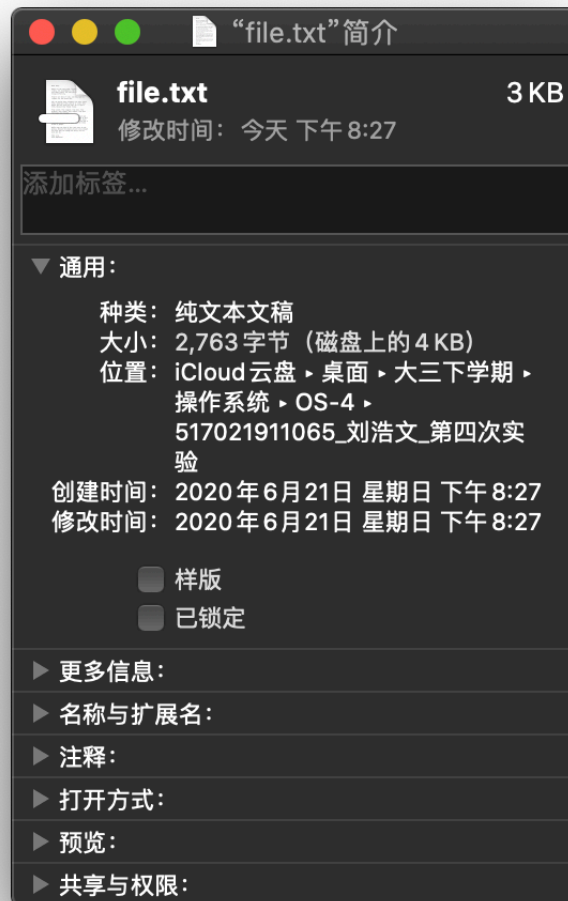 “file.txt”简介
file.txt
3 KB
修改时间：今天 下午 8:27
添加标签...
通用：
种类：纯文本文稿
大小：2,763 字节（磁盘上的 4 KB）
位置：iCloud 云盘 ▸ 桌面 ▸ 大三下学期 ▸
操作系统 ▸ OS-4 ▸
517021911065_刘浩文_第四次实
验
创建时间：2020 年 6月21日 星期日 下午 8:27
修改时间：2020 年 6月21日 星期日 下午 8:27
样版
已锁定
更多信息：
名称与扩展名：
注释：
打开方式：
预览：
共享与权限：